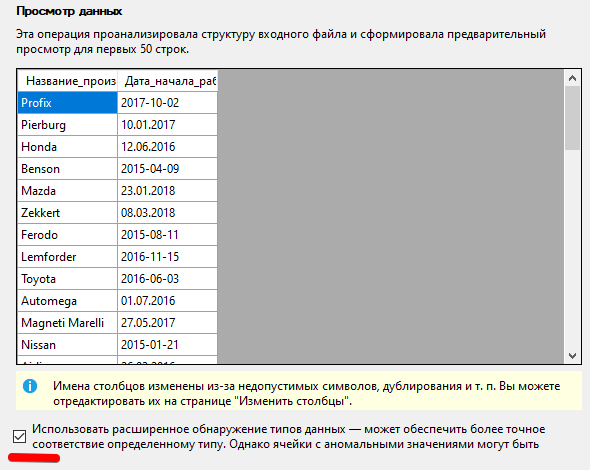 Просмотр данных
Эта операция проанализировала структуру входного файла и сформировала предварительный
просмотр для первых 50 строк.
Название_произ Дата_начала_раб
Profix 2017-10-02
Pierburg 10.01.2017
Honda 12.06.2016
Benson 2015-04-09
Mazda 23.01.2018
Zekkert 08.03.2018
Ferodo 2015-08-11
Lemforder 2016-11-15
Toyota 2016-06-03
Automega 01.07.2016
Magneti Marelli 27.05.2017
Nissan 2015-01-21
Имена столбцов изменены из-за недопустимых символов, дублирования и т. п. Вы можете
отредактировать их на странице "Изменить столбцы".
Использовать расширенное обнаружение типов данных — может обеспечить более точное
соответствие определенному типу. Однако ячейки с аномальными значениями могут быть